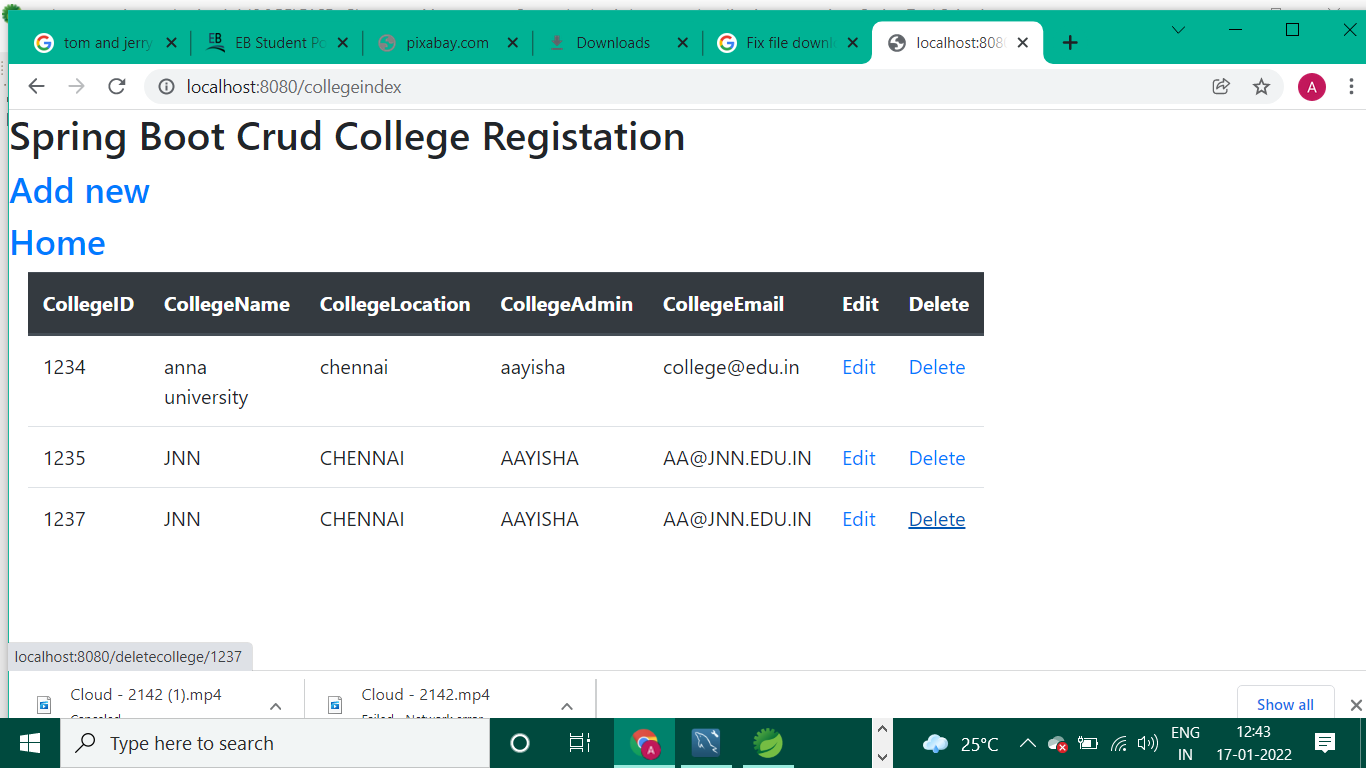 tom and jerry
EB Student Po
pixabay.com
Downloads
Fix file downl
localhost:808
localhost:8080/collegeindex
A
Spring Boot Crud College Registation
Add new
Home
CollegeID CollegeName CollegeLocation CollegeAdmin CollegeEmail Edit Delete
1234 anna chennai aayisha college@edu.in Edit Delete
university
1235 JNN CHENNAI AAYISHA AA@JNN.EDU.IN Edit Delete
1237 JNN CHENNAI AAYISHA AA@JNN.EDU.IN Edit Delete
localhost:8080/deletecollege/1237
Cloud - 2142 (1).mp4
Canceled
Cloud - 2142.mp4
Failed - Network error
Show all
Type here to search
A
25°C
ENG
IN
12:43
17-01-2022